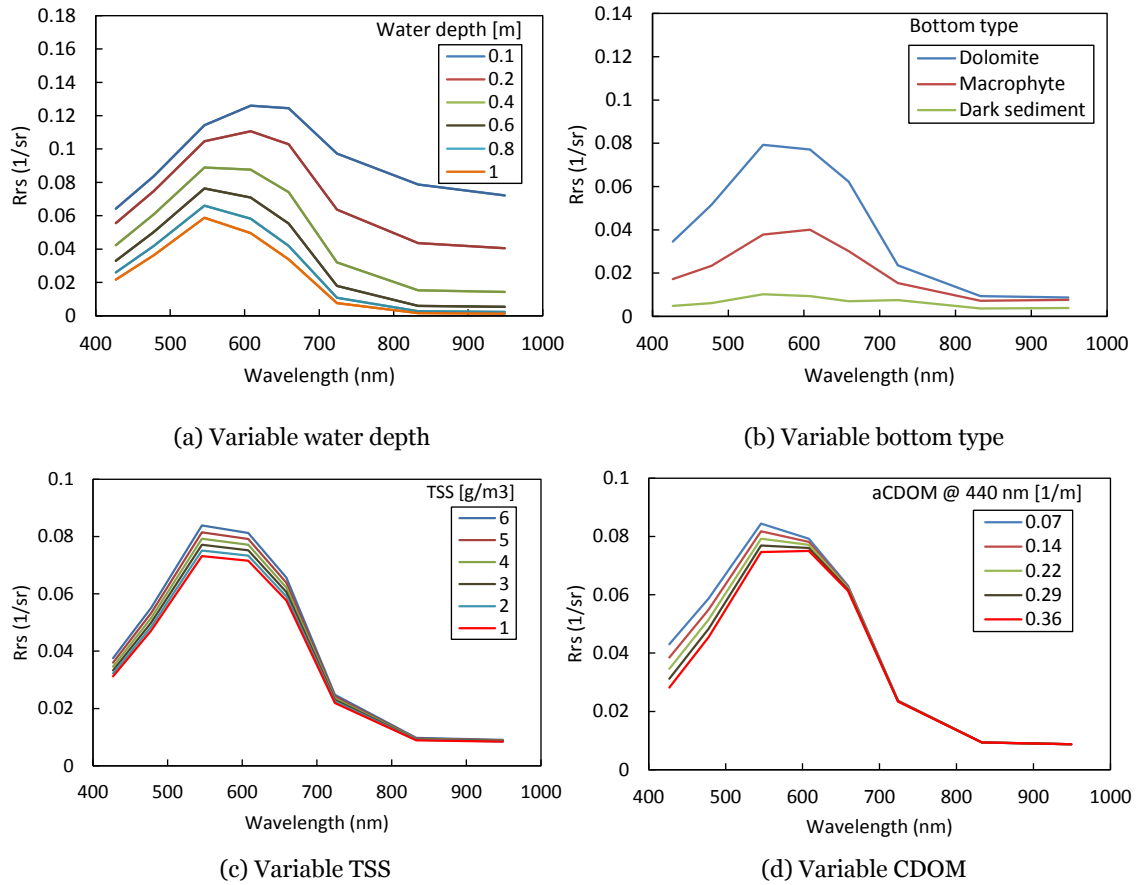 0.18
0.16
0.14
0.12
0.1
0.08
0.06
0.04
0.02
0
Rrs (1/sr)
Water depth [m]
0.1
0.2
0.4
0.6
0.8
1
400 500 600 700 800 900 1000
Wavelength (nm)
(a) Variable water depth
0.14
0.12
0.1
0.08
0.06
0.04
0.02
0
Rrs (1/sr)
Bottom type
Dolomite
Macrophyte
Dark sediment
400 500 600 700 800 900 1000
Wavelength (nm)
(b) Variable bottom type
0.1
0.08
0.06
0.04
0.02
0
Rrs (1/sr)
TSS [g/m3]
6
5
4
3
2
1
400 500 600 700 800 900 1000
Wavelength (nm)
(c) Variable TSS
0.1
0.08
0.06
0.04
0.02
0
Rrs (1/sr)
aCDOM @ 440 nm [1/m]
0.07
0.14
0.22
0.29
0.36
400 500 600 700 800 900 1000
Wavelength (nm)
(d) Variable CDOM